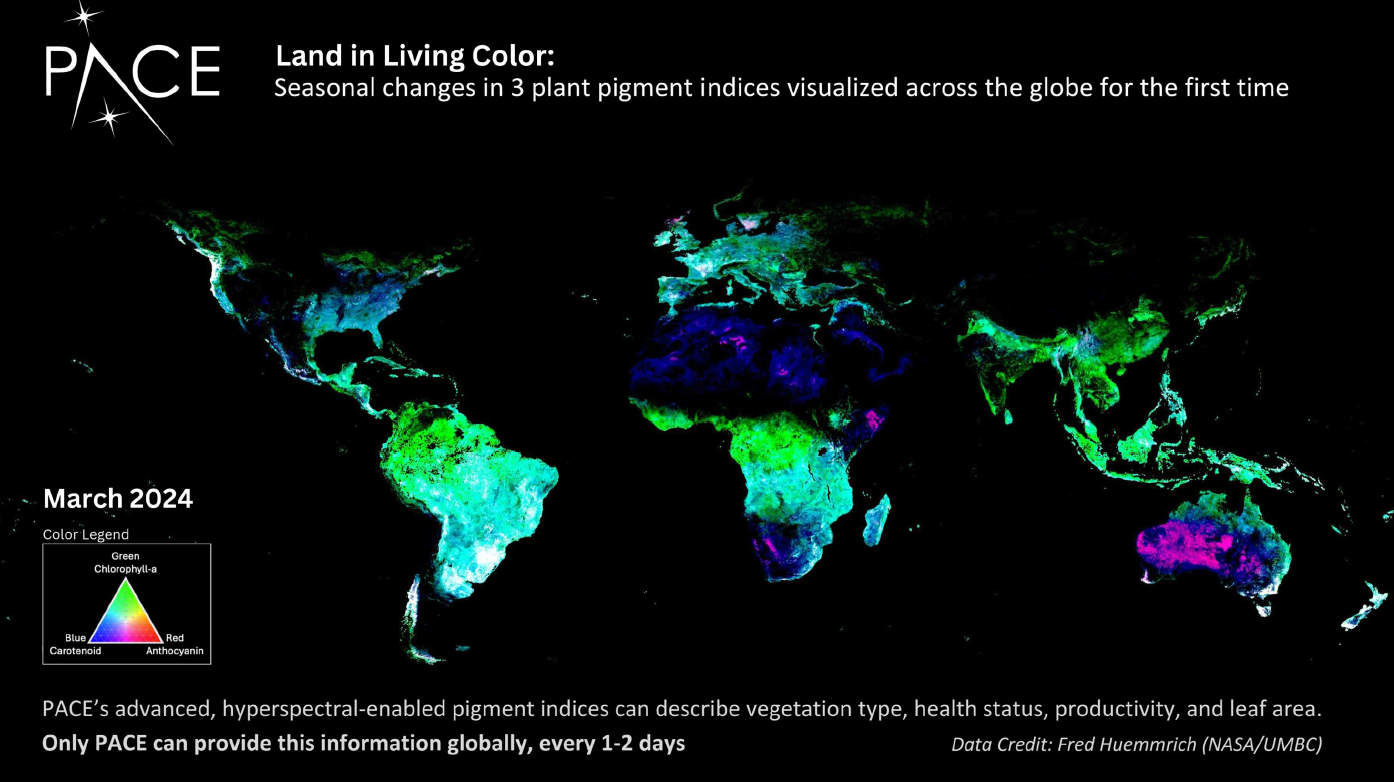 PACE
Land in Living Color:
Seasonal changes in 3 plant pigment indices visualized across the globe for the first time
March 2024
Color Legend
Green
Chlorophyll-a
Blue
Carotenoid
Red
Anthocyanin
PACE’s advanced, hyperspectral-enabled pigment indices can describe vegetation type, health status, productivity, and leaf area.
Only PACE can provide this information globally, every 1-2 days
Data Credit: Fred Huemmrich (NASA/UMBC)